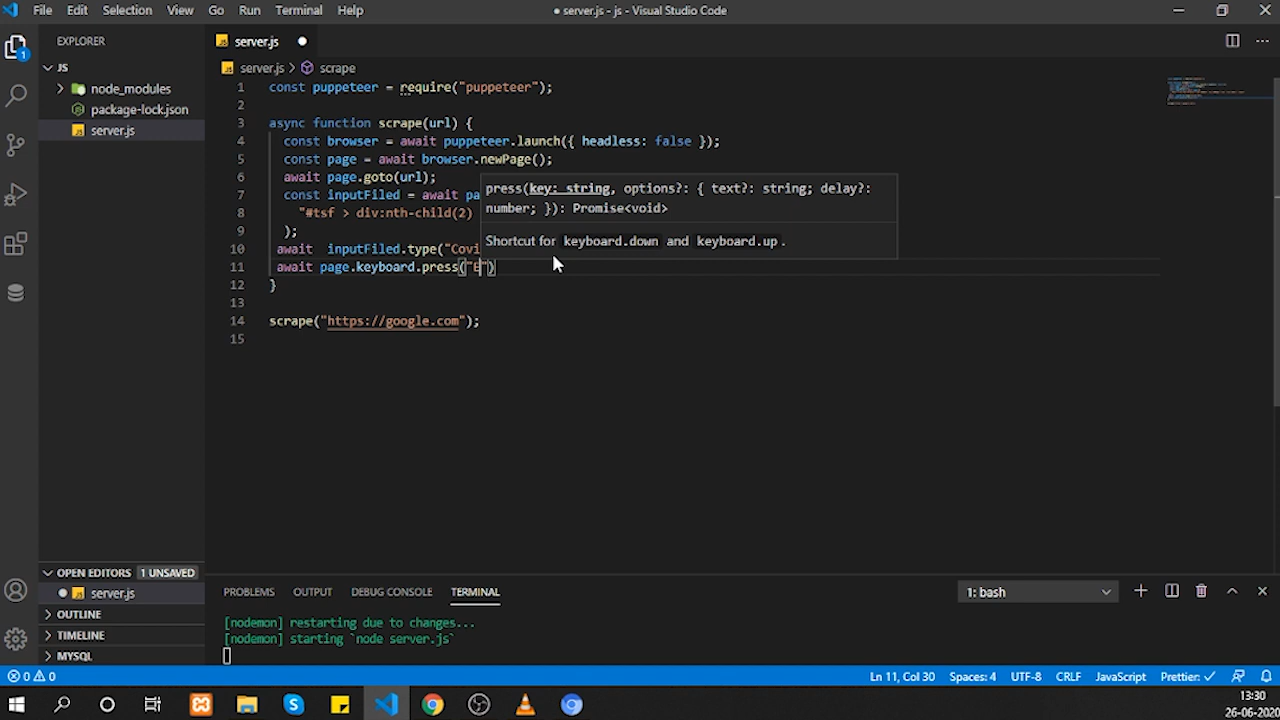 File Edit Selection View Go Run Terminal Help
● server.js - js - Visual Studio Code
EXPLORER
JS
node_modules
package-lock.json
server.js
OPEN EDITORS 1 UNSAVED
server.js
OUTLINE
TIMELINE
MYSQL
1
server.js
server.js > scrape
1 const puppeteer = require("puppeteer");
2
3 async function scrape(url) {
4 const browser = await puppeteer.launch({ headless: false });
5 const page = await browser.newPage();
6 await page.goto(url);
7 const inputFiled = await pa
8 "#tsf > div:nth-child(2)
9 );
10 await inputFiled.type("Covi
11 await page.keyboard.press("E")
12 }
13
14 scrape("https://google.com");
15
press(key: string, options?: { text?: string; delay?:
number; }): Promise<void>
Shortcut for keyboard.down and keyboard.up.
PROBLEMS OUTPUT DEBUG CONSOLE TERMINAL
1: bash
[nodemon] restarting due to changes...
[nodemon] starting `node server.js`
0 0
Ln 11, Col 30 Spaces: 4 UTF-8 CRLF JavaScript Prettier: ✓
13:30
26-06-2020